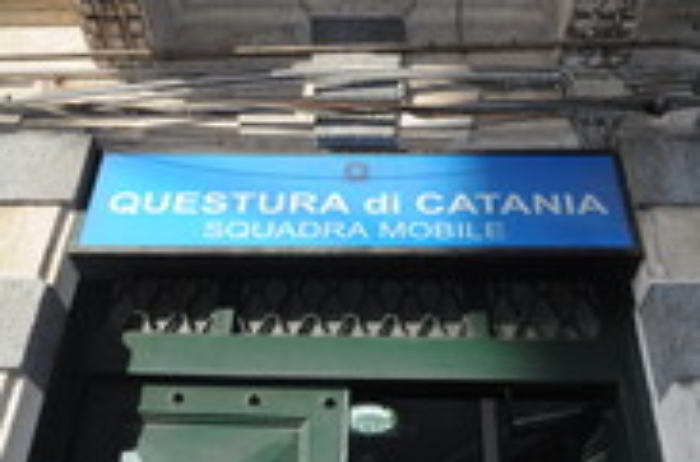 QUESTURA di CATANIA
SQUADRA MOBILE